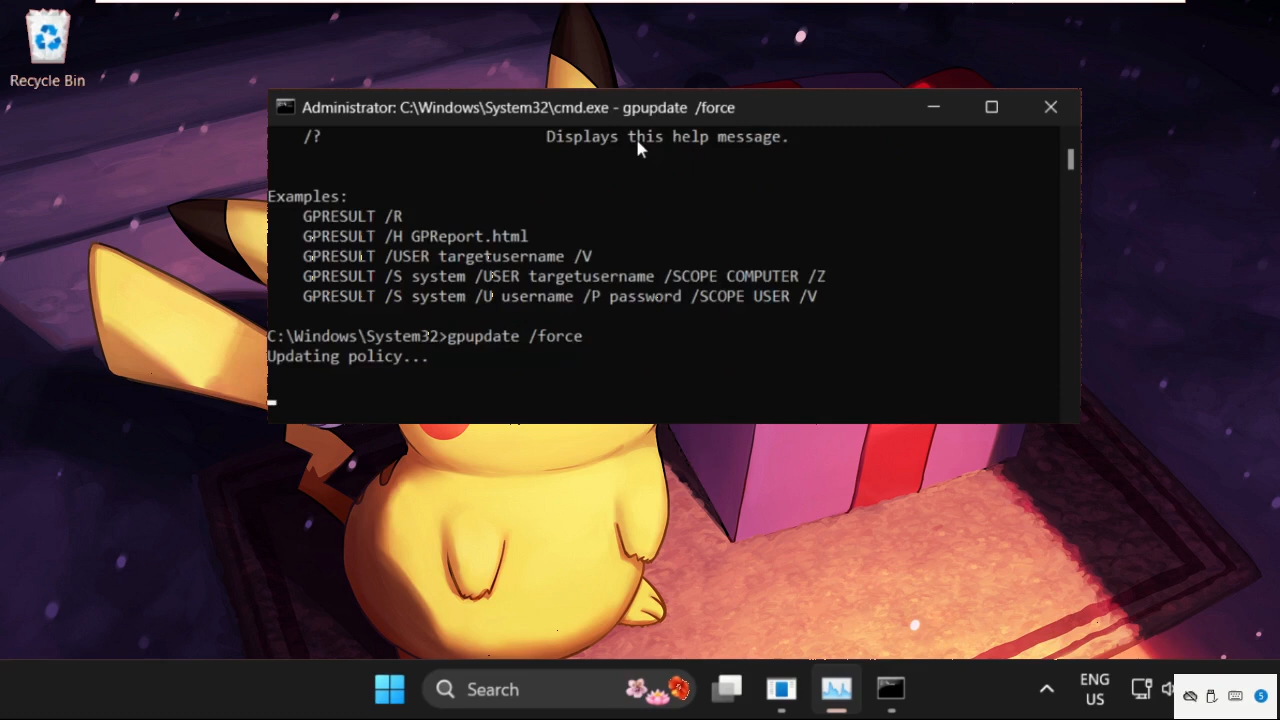 Recycle Bin
Administrator: C:\Windows\System32\cmd.exe - gpupdate /force
/? Displays this help message.
Examples:
GPRESULT /R
GPRESULT /H GPReport.html
GPRESULT /USER targetusername /V
GPRESULT /S system /USER targetusername /SCOPE COMPUTER /Z
GPRESULT /S system /U username /P password /SCOPE USER /V
C:\Windows\System32>gpupdate /force
Updating policy...
Search
ENG
US
5